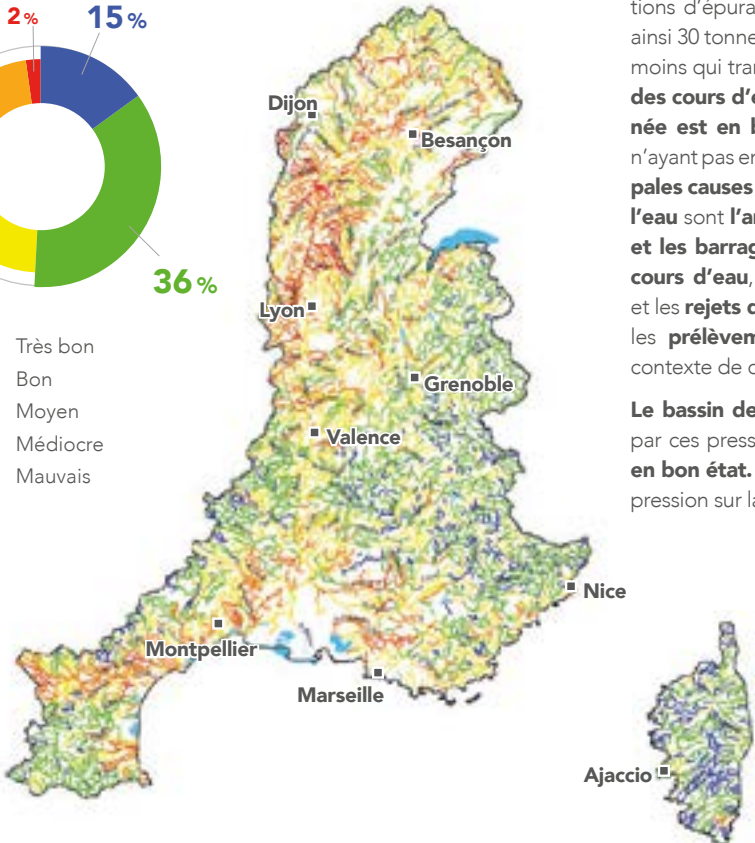 2 %
15 %
36 %
Très bon
Bon
Moyen
Médiocre
Mauvais
Dijon
Besançon
Lyon
Grenoble
Valence
Nice
Montpellier
Marseille
Ajaccio
tions d'épura
ainsi 30 tonne
moins qui tran
des cours d'e
née est en b
n'ayant pas en
pales causes
l'eau sont l'a
et les barrag
cours d'eau,
et les rejets d
les prélèvem
contexte de c
Le bassin de
par ces press
en bon état.
pression sur la